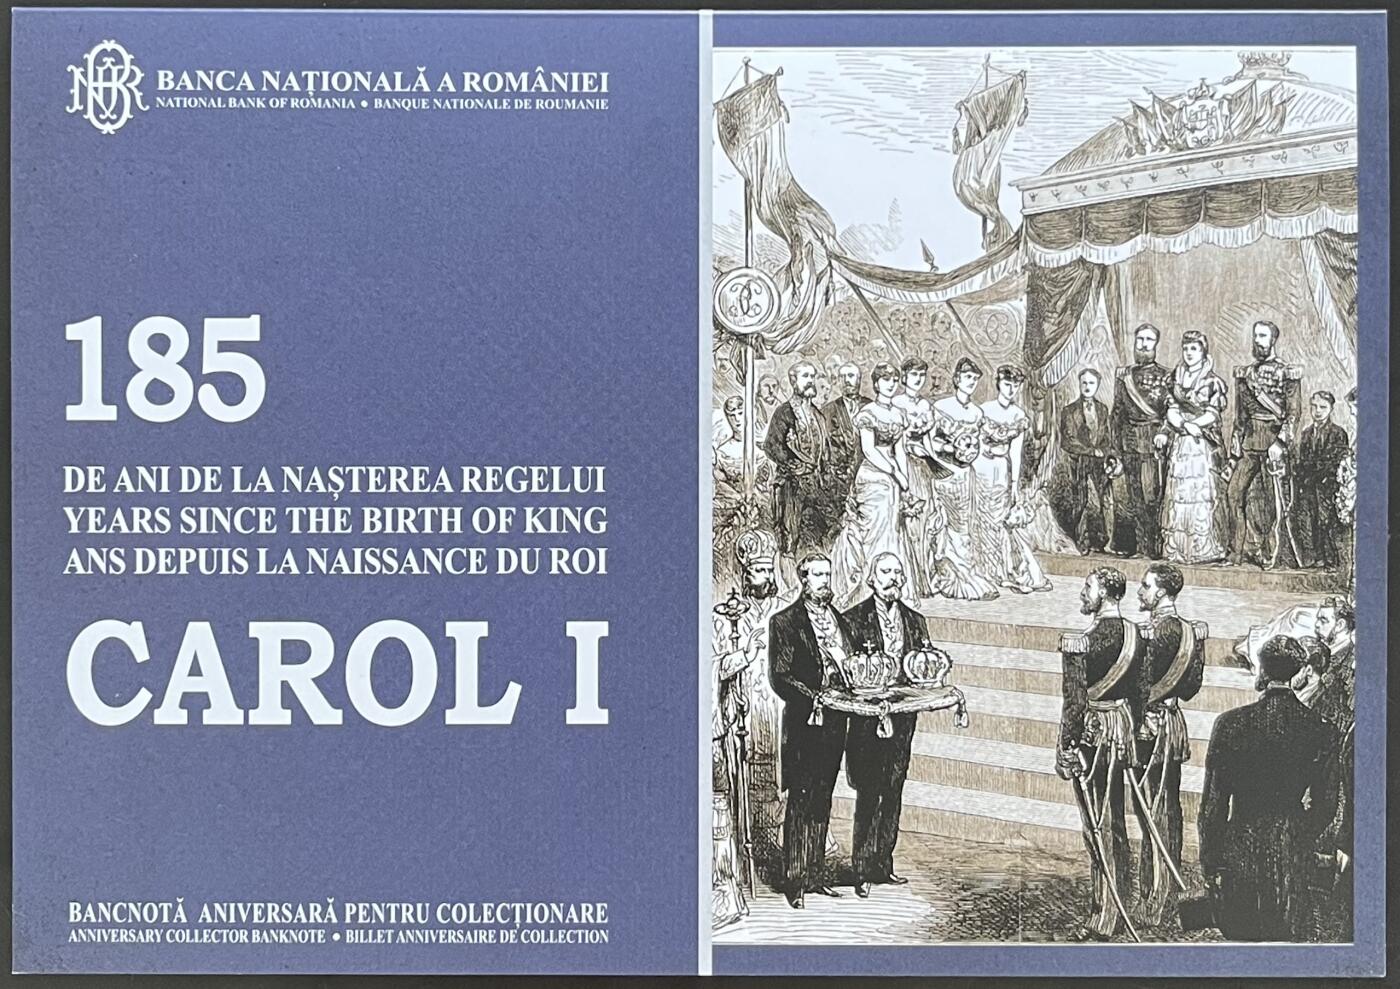 BNR
BANCA NAȚIONALĂ A ROMÂNIEI
NATIONAL BANK OF ROMANIA • BANQUE NATIONALE DE ROUMANIE
185
DE ANI DE LA NAȘTEREA REGELUI
YEARS SINCE THE BIRTH OF KING
ANS DEPUIS LA NAISSANCE DU ROI
CAROL I
BANCNOTĂ ANIVERSARĂ PENTRU COLECȚIONARE
ANNIVERSARY COLLECTOR BANKNOTE • BILLET ANNIVERSAIRE DE COLLECTION